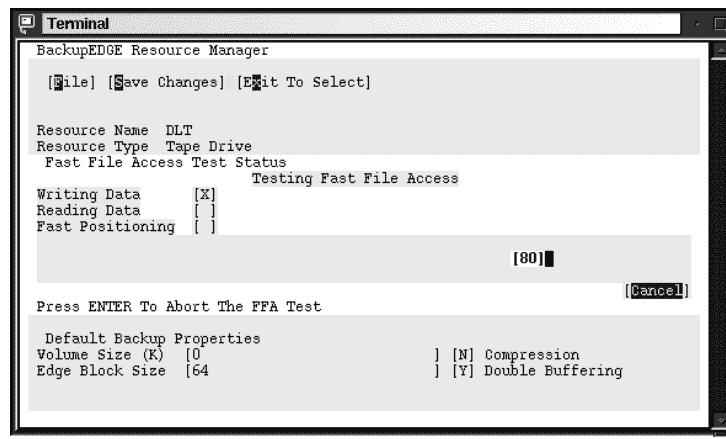 Terminal
BackupEDGE Resource Manager
[File] [Save Changes] [Exit To Select]
Resource Name DLT
Resource Type Tape Drive
Fast File Access Test Status
Testing Fast File Access
Writing Data [X]
Reading Data [ ]
Fast Positioning [ ]
[80]
[Cancel]
Press ENTER To Abort The FFA Test
Default Backup Properties
Volume Size (K) [0 ] [N] Compression
Edge Block Size [64 ] [Y] Double Buffering